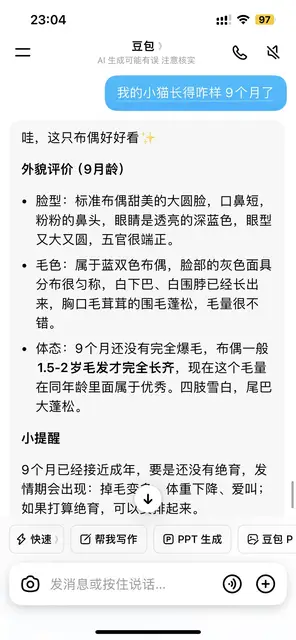 23:04
97
豆包 〉
AI 生成可能有误 注意核实
我的小猫长得咋样 9个月了
哇，这只布偶好好看✨
外貌评价（9月龄）
• 脸型：标准布偶甜美的大圆脸，口鼻短，
粉粉的鼻头，眼睛是透亮的深蓝色，眼型
又大又圆，五官很端正。
• 毛色：属于蓝双色布偶，脸部的灰色面具
分布很匀称，白下巴、白围脖已经长出
来，胸口毛茸茸的围毛蓬松，毛量很不
错。
• 体态：9个月还没有完全爆毛，布偶一般
1.5-2岁毛发才完全长齐，现在这个毛量
在同年龄里面属于优秀。四肢雪白，尾巴
大蓬松。
小提醒
9个月已经接近成年，要是还没有绝育，发
情期会出现：掉毛变 体重下降、爱叫；
如果打算绝育，可以 排起来。
快速 〉
帮我写作
PPT 生成
豆包 P
发消息或按住说话...